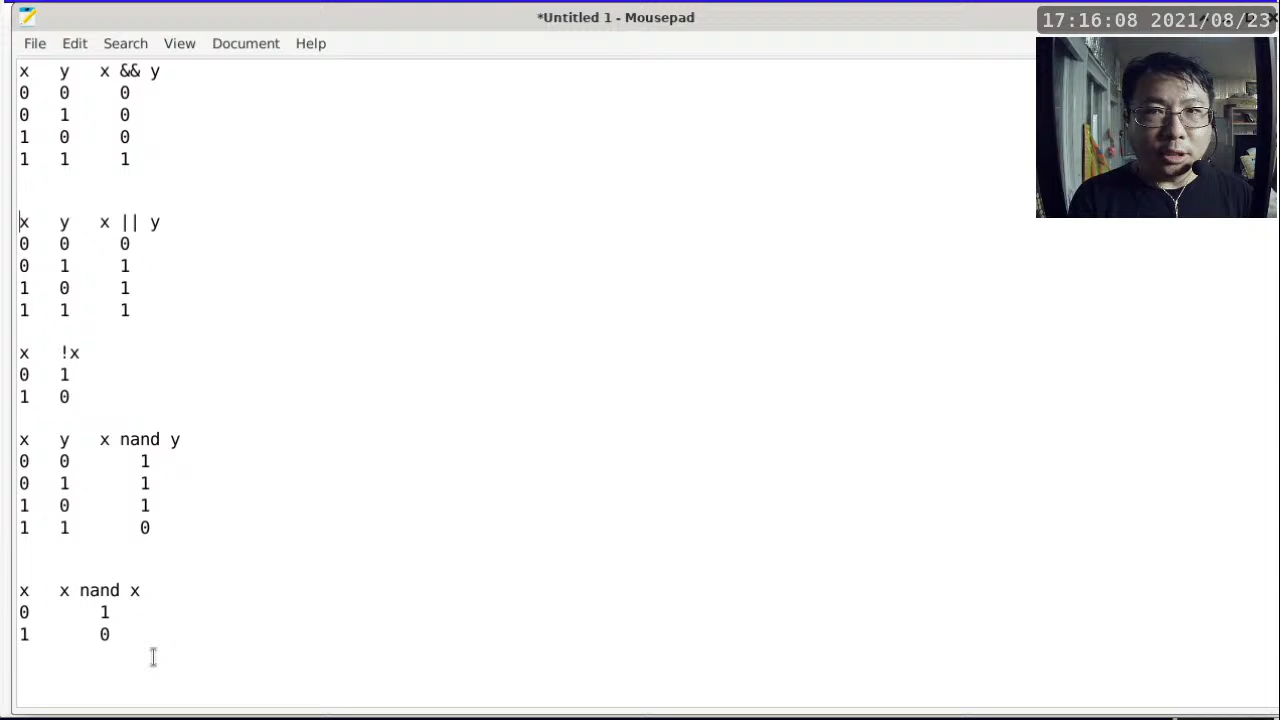 *Untitled 1 - Mousepad
17:16:08 2021/08/23
File Edit Search View Document Help
x y x && y
0 0 0
0 1 0
1 0 0
1 1 1
x y x || y
0 0 0
0 1 1
1 0 1
1 1 1
x !x
0 1
1 0
x y x nand y
0 0 1
0 1 1
1 0 1
1 1 0
x x nand x
0 1
1 0